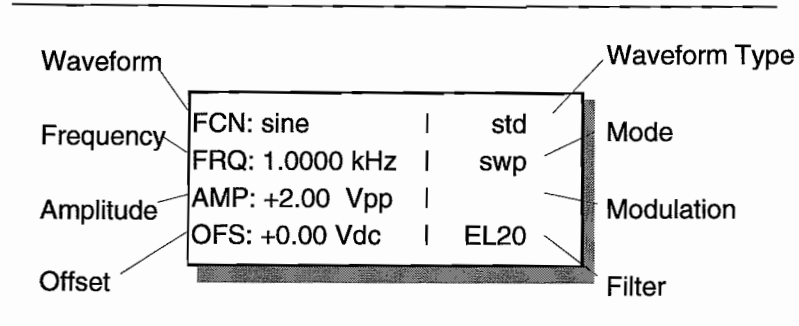 Waveform
Waveform Type
FCN: sine | std
Frequency
Mode
FRQ: 1.0000 kHz | swp
AMP: +2.00 Vpp |
Amplitude
Modulation
OFS: +0.00 Vdc | EL20
Offset
Filter